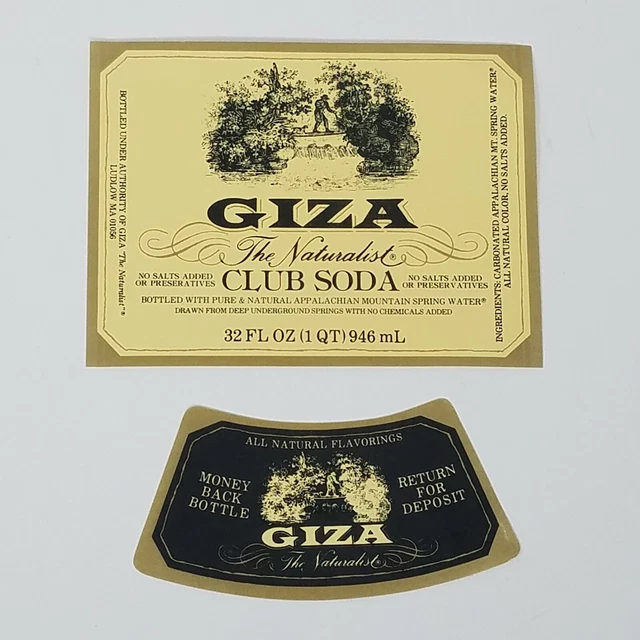 GIZA
The Naturalist®
CLUB SODA
NO SALTS ADDED
OR PRESERATIVES
NO SALTS ADDED
OR PRESERVATIVES
BOTTLED WITH PURE & NATURAL APPALACHIAN MOUNTAIN SPRING WATER®
DRAWN FROM DEEP UNDERGROUND SPRINGS WITH NO CHEMICALS ADDED
32 FL OZ (1 QT) 946 mL
BOTTLED UNDER AUTHORITY OF GIZA "The Naturalist"®
LUDLOW MA 01056
INGREDIENTS: CARBONATED APPALACHIAN MT. SPRING WATER®
ALL NATURAL COLOR, NO SALTS ADDED.
ALL NATURAL FLAVORINGS
MONEY
BACK
BOTTLE
RETURN
FOR
DEPOSIT
GIZA
The Naturalist®